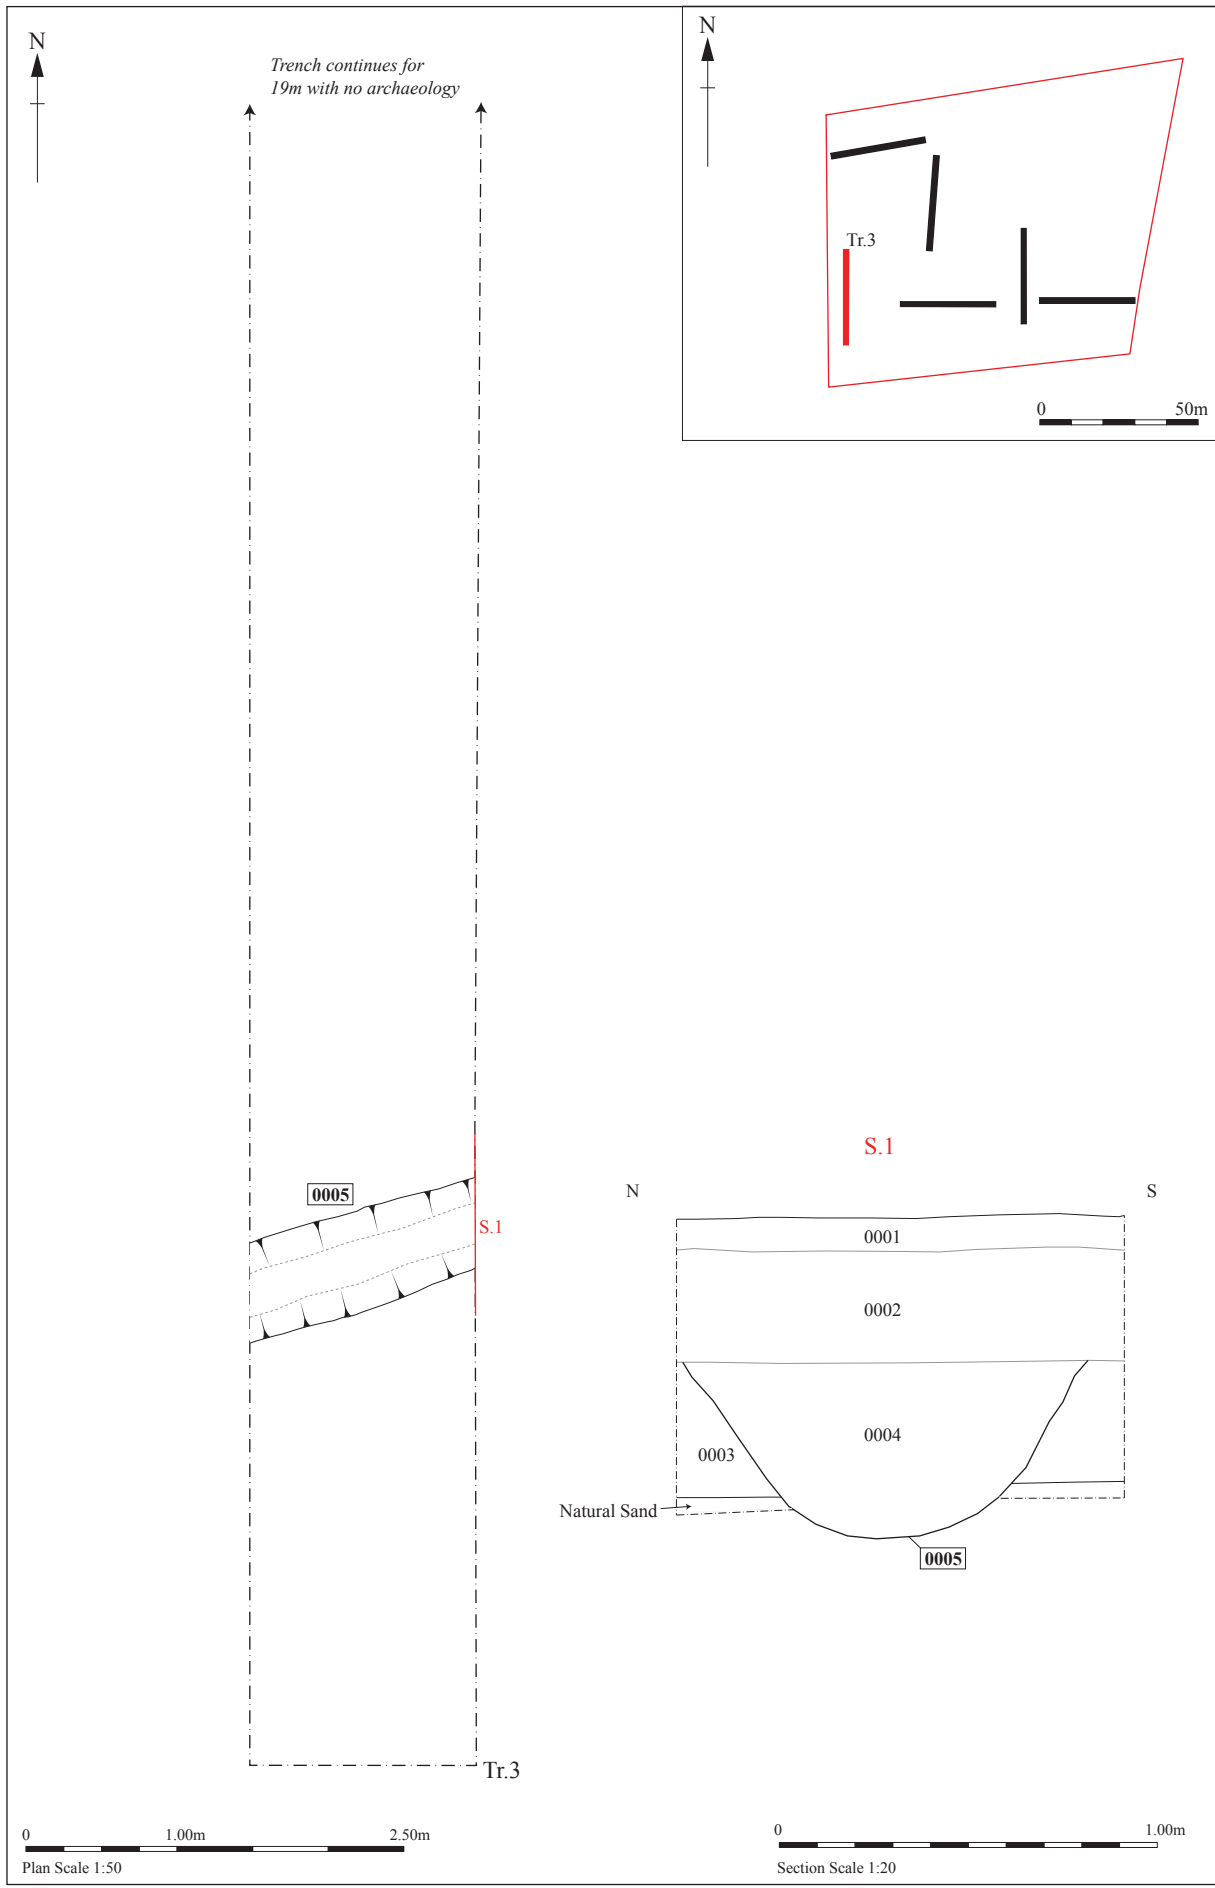 N
Trench continues for
19m with no archaeology
N
Tr.3
0 50m
S.1
N S
0001
0002
0005
S.1
0004
0003
Natural Sand
0005
Tr.3
0 1.00m 2.50m
Plan Scale 1:50
0 1.00m
Section Scale 1:20